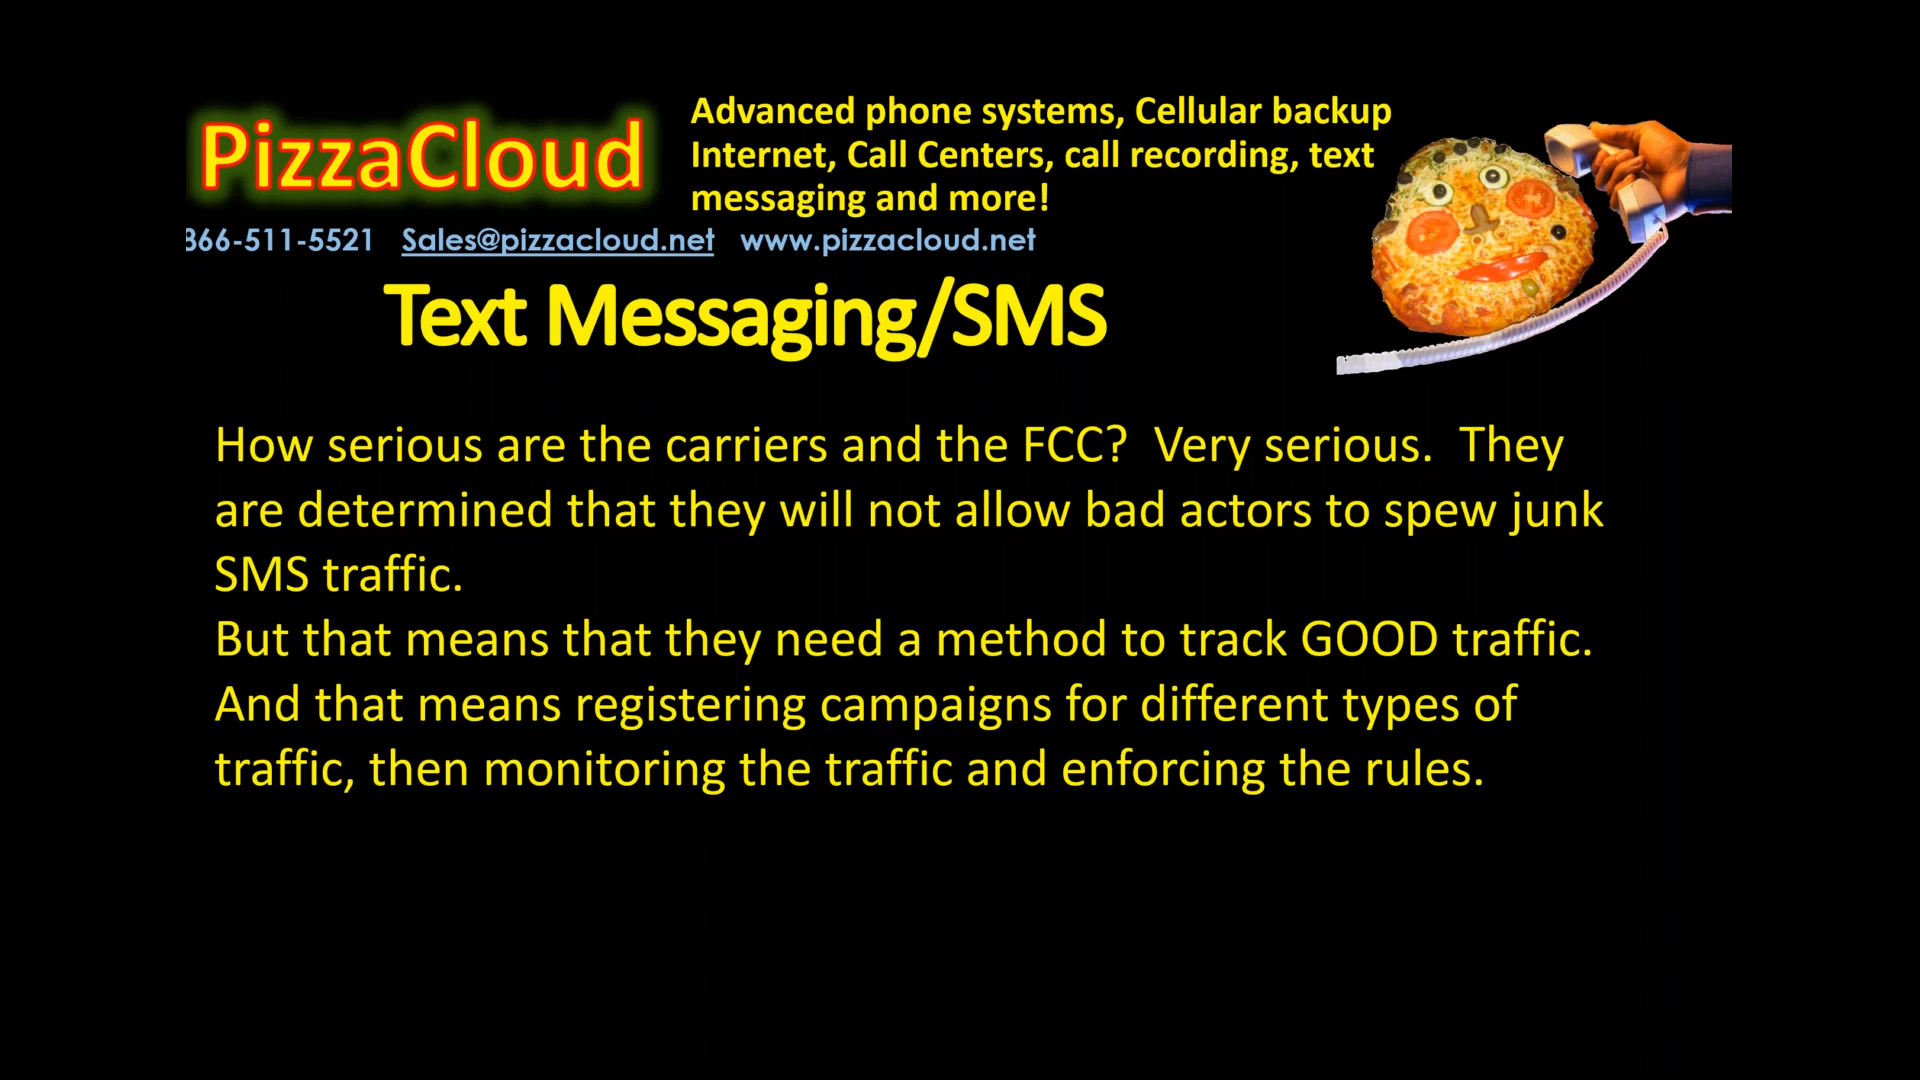 PizzaCloud
Advanced phone systems, Cellular backup
Internet, Call Centers, call recording, text
messaging and more!
866-511-5521 Sales@pizzacloud.net www.pizzacloud.net
Text Messaging/SMS
How serious are the carriers and the FCC? Very serious. They
are determined that they will not allow bad actors to spew junk
SMS traffic.
But that means that they need a method to track GOOD traffic.
And that means registering campaigns for different types of
traffic, then monitoring the traffic and enforcing the rules.